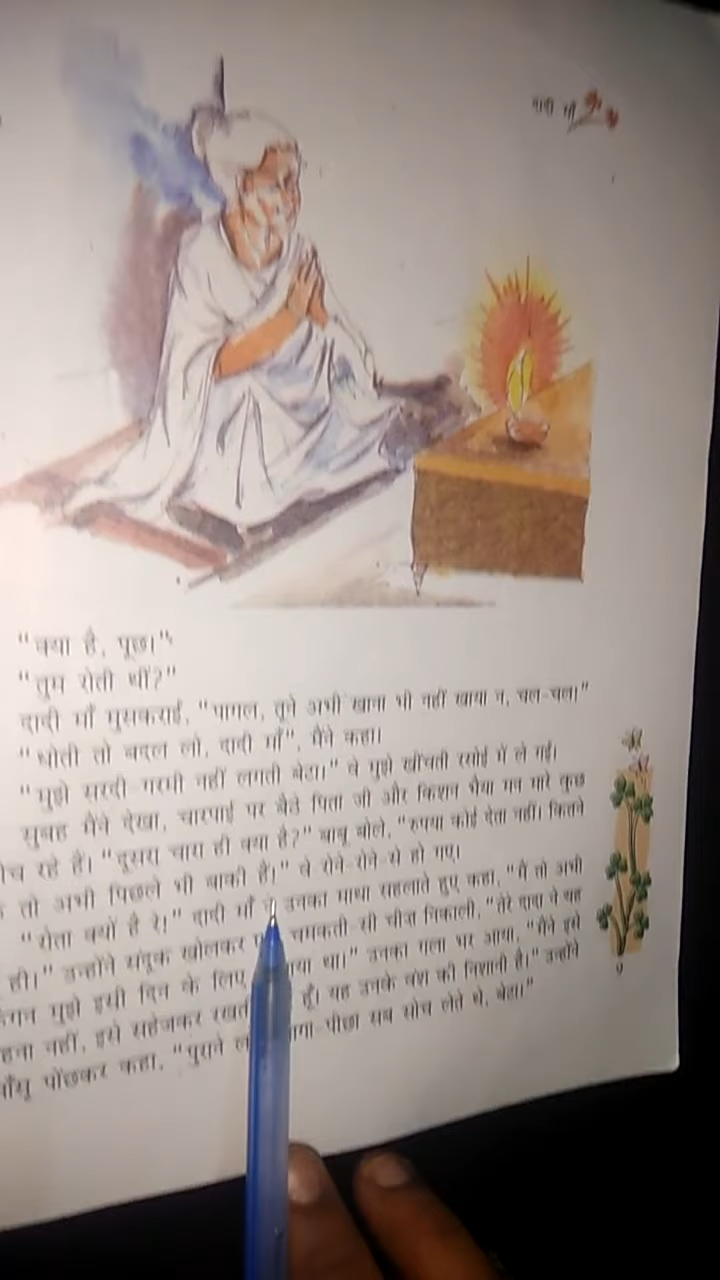 दादी माँ
"क्या है, पूछ।"
"तुम रोती थीं?"
दादी माँ मुसकराईं, "पागल, तूने अभी खाना भी नहीं खाया न, चल-चल।"
"धोती तो बदल लो, दादी माँ", मैंने कहा।
"मुझे सरदी-गरमी नहीं लगती बेटा।" वे मुझे खींचती रसोई में ले गईं।
सुबह मैंने देखा, चारपाई पर बैठे पिता जी और किशन भैया मन मारे कुछ
रहे हैं। "दूसरा चारा ही क्या है?" बाबू बोले, "रुपया कोई देता नहीं। कितने
तो अभी पिछले भी बाकी हैं।" वे रोने-रोने से हो गए।
"रोता क्यों है रे!" दादी माँ उनका माथा सहलाते हुए कहा, "मैं तो अभी
ही।" उन्होंने संदूक खोलकर चमकती-सी चीज़ निकाली, "तेरे दादा ने यह
मुझे इसी दिन के लिए था।" उनका गला भर आया, "मैंने इसे
नहीं, इसे सहेजकर हूँ। यह उनके वंश की निशानी है।" उन्होंने
पोंछकर कहा, "पुराने पीछा सब सोच लेते थे, बेटा।"
9